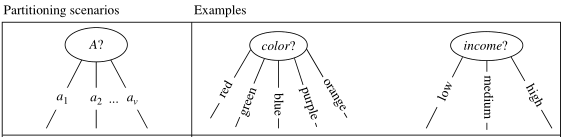 Partitioning scenarios
Examples
A?
a1 a2 ... av
color?
red green blue purple orange
income?
low medium high